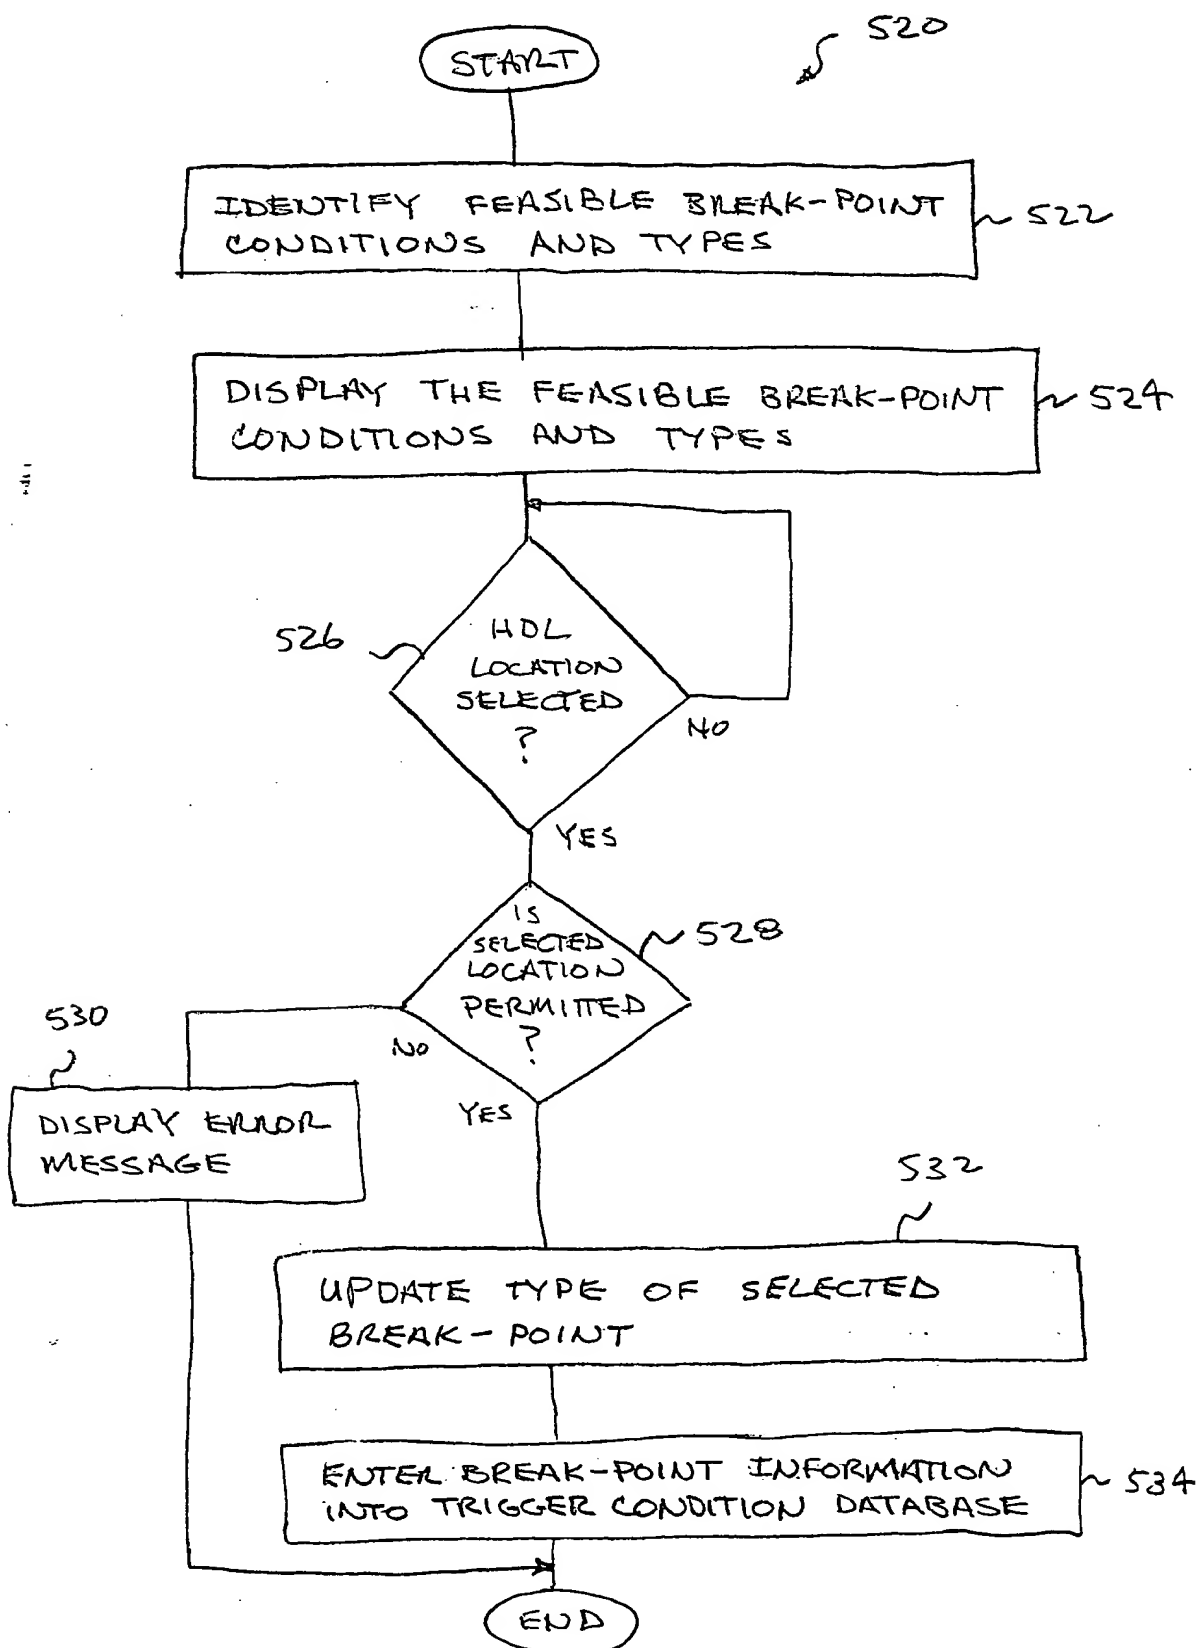 520
START
IDENTIFY FEASIBLE BREAK-POINT
CONDITIONS AND TYPES
522
DISPLAY THE FEASIBLE BREAK-POINT
CONDITIONS AND TYPES
524
526
HDL
LOCATION
SELECTED
?
NO
YES
IS
SELECTED
LOCATION
PERMITTED
?
528
530
NO
YES
DISPLAY ERROR
MESSAGE
532
UPDATE TYPE OF SELECTED
BREAK-POINT
ENTER BREAK-POINT INFORMATION
INTO TRIGGER CONDITION DATABASE
534
END